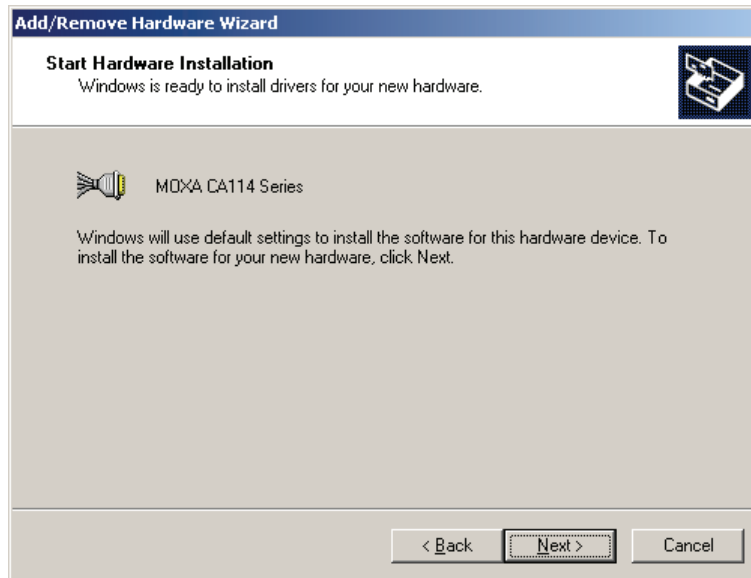 Add/Remove Hardware Wizard
Start Hardware Installation
Windows is ready to install drivers for your new hardware.
MOXA CA114 Series
Windows will use default settings to install the software for this hardware device. To
install the software for your new hardware, click Next.
< Back Next > Cancel